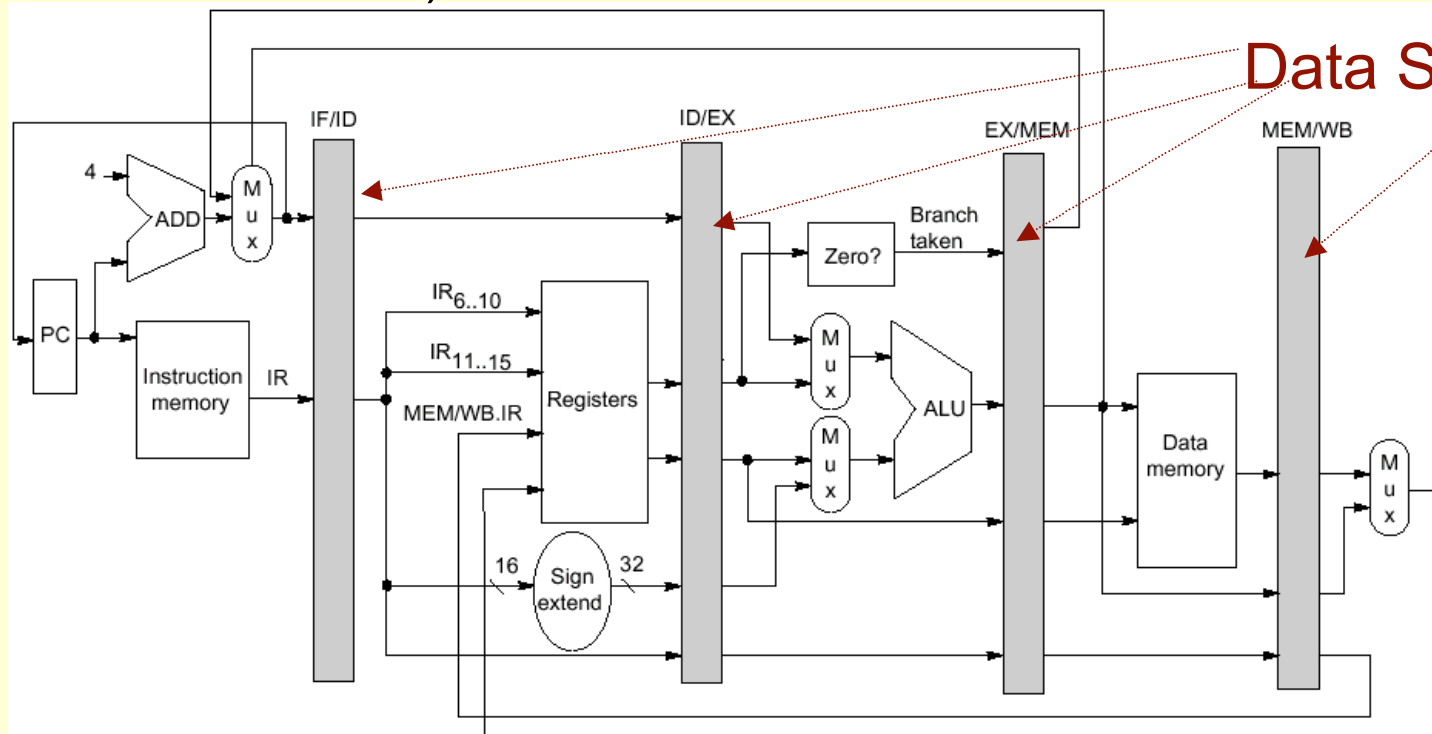 Data S
IF/ID
ID/EX
EX/MEM
MEM/WB
4
ADD
M
u
x
Branch
taken
Zero?
PC
Instruction
memory
IR
IR6..10
IR11..15
MEM/WB.IR
Registers
M
u
x
M
u
x
ALU
Data
memory
M
u
x
16
Sign
extend
32